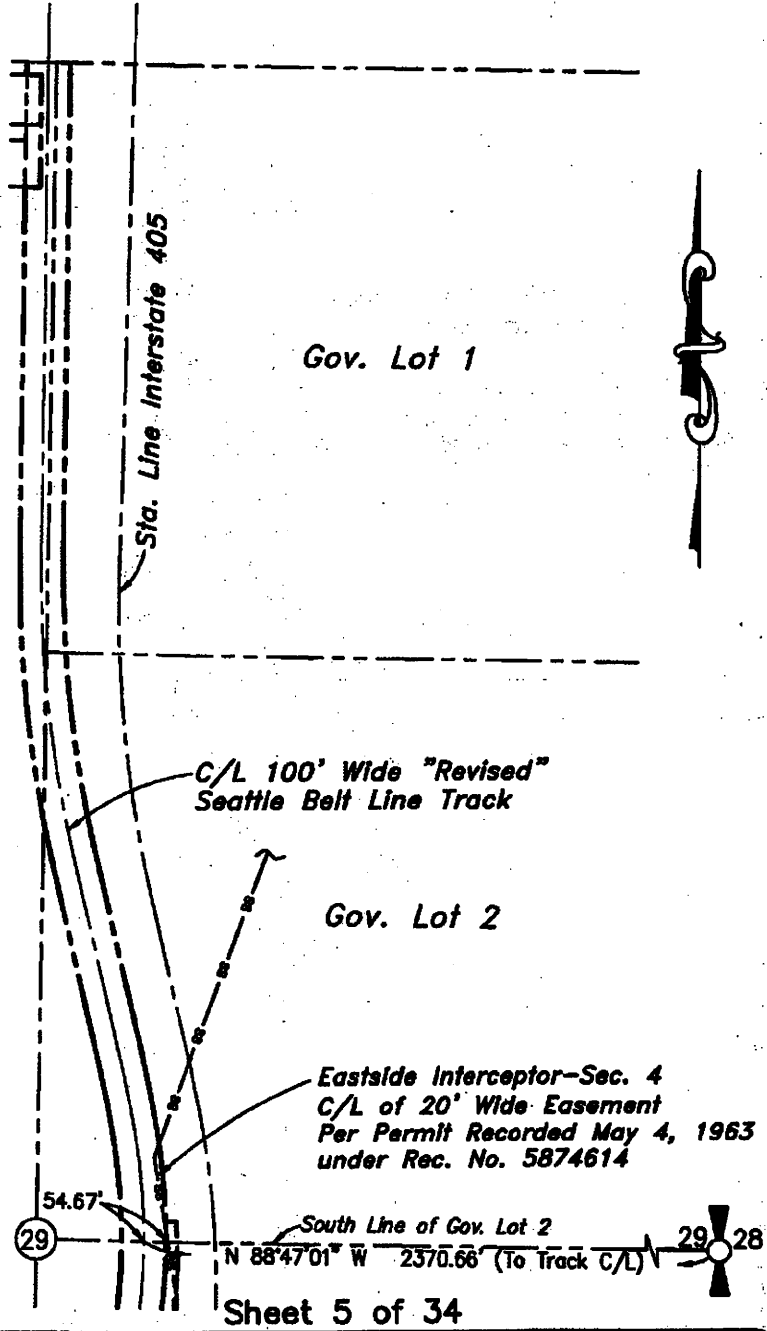 Sta. Line Interstate 405
Gov. Lot 1
C/L 100' Wide "Revised"
Seattle Belt Line Track
Gov. Lot 2
Eastside Interceptor-Sec. 4
C/L of 20' Wide Easement
Per Permit Recorded May 4, 1963
under Rec. No. 5874614
54.67'
29
South Line of Gov. Lot 2
N 88°47'01" W 2370.66' (To Track C/L)
29 28
Sheet 5 of 34